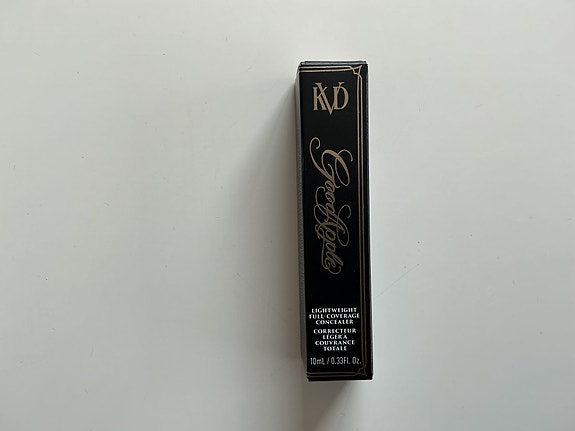 KVD
Good Apple
LIGHTWEIGHT
FULL-COVERAGE
CONCEALER
CORRECTEUR
LÉGER À
COUVRANCE
TOTALE
10mL / 0.33Fl. Oz.